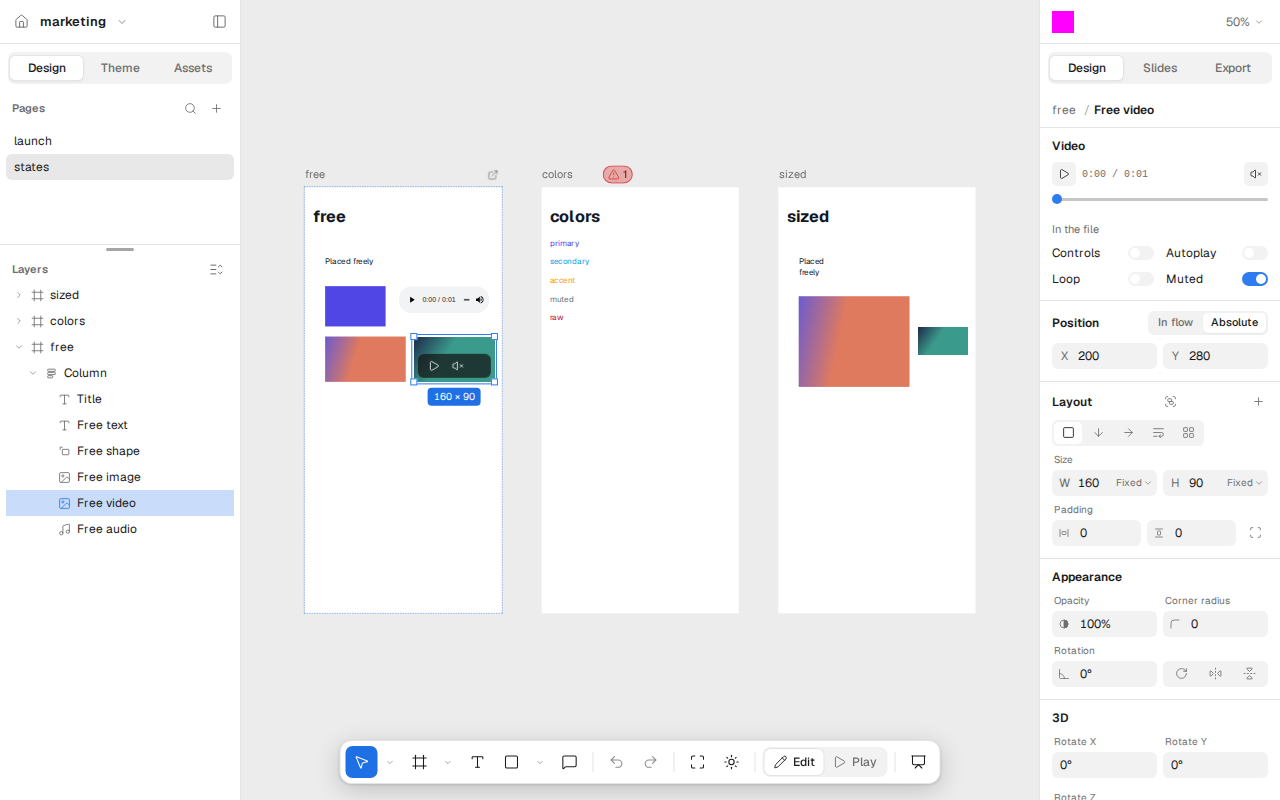 marketing
50%
Design
Theme
Assets
Design
Slides
Export
Pages
launch
states
free / Free video
Video
0:00 / 0:01
In the file
Controls
Autoplay
Loop
Muted
Position
In flow
Absolute
X 200
Y 280
Layout
Size
W 160 Fixed
H 90 Fixed
Padding
0
0
Appearance
Opacity
Corner radius
100%
0
Rotation
0°
3D
Rotate X
Rotate Y
0°
0°
Rotate Z
Layers
sized
colors
free
Column
Title
Free text
Free shape
Free image
Free video
Free audio
free
free
Placed freely
0:00 / 0:01
160 × 90
colors
1
colors
primary
secondary
accent
muted
raw
sized
sized
Placed
freely
Edit
Play